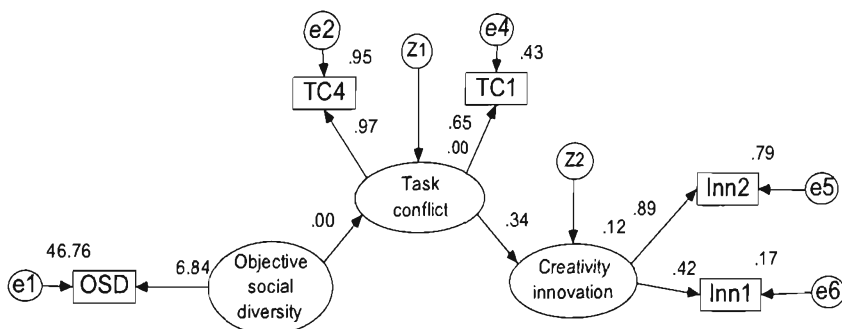 e2
.95
TC4
.97
Z1
e4
.43
TC1
.65
.00
Task
conflict
Z2
.34
.12
.79
Inn2
e5
.89
.00
46.76
e1
OSD
6.84
Objective
social
diversity
Creativity
innovation
.42
.17
Inn1
e6